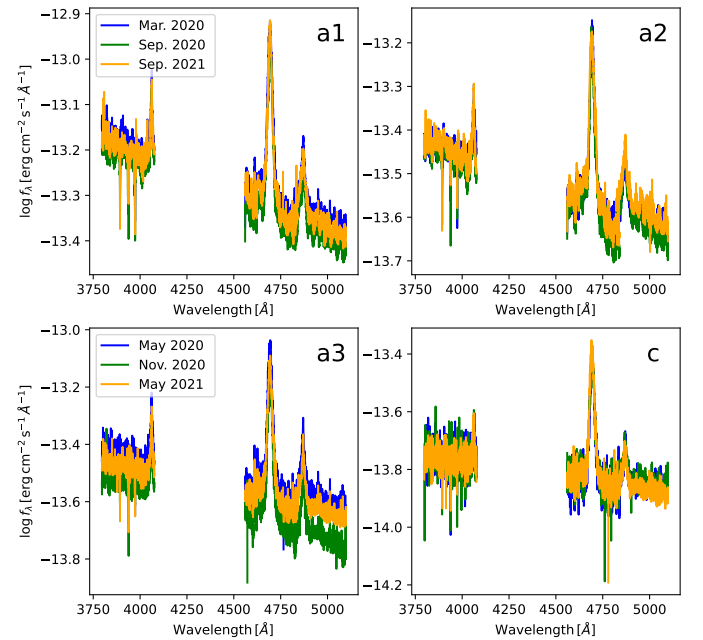 a1
Mar. 2020
Sep. 2020
Sep. 2021
−12.9
−13.0
−13.1
−13.2
−13.3
−13.4
log fλ [erg cm⁻² s⁻¹ Å⁻¹]
3750 4000 4250 4500 4750 5000
Wavelength [Å]
a2
−13.2
−13.3
−13.4
−13.5
−13.6
−13.7
3750 4000 4250 4500 4750 5000
Wavelength [Å]
a3
May 2020
Nov. 2020
May 2021
−13.0
−13.2
−13.4
−13.6
−13.8
log fλ [erg cm⁻² s⁻¹ Å⁻¹]
3750 4000 4250 4500 4750 5000
Wavelength [Å]
c
−13.4
−13.6
−13.8
−14.0
−14.2
3750 4000 4250 4500 4750 5000
Wavelength [Å]